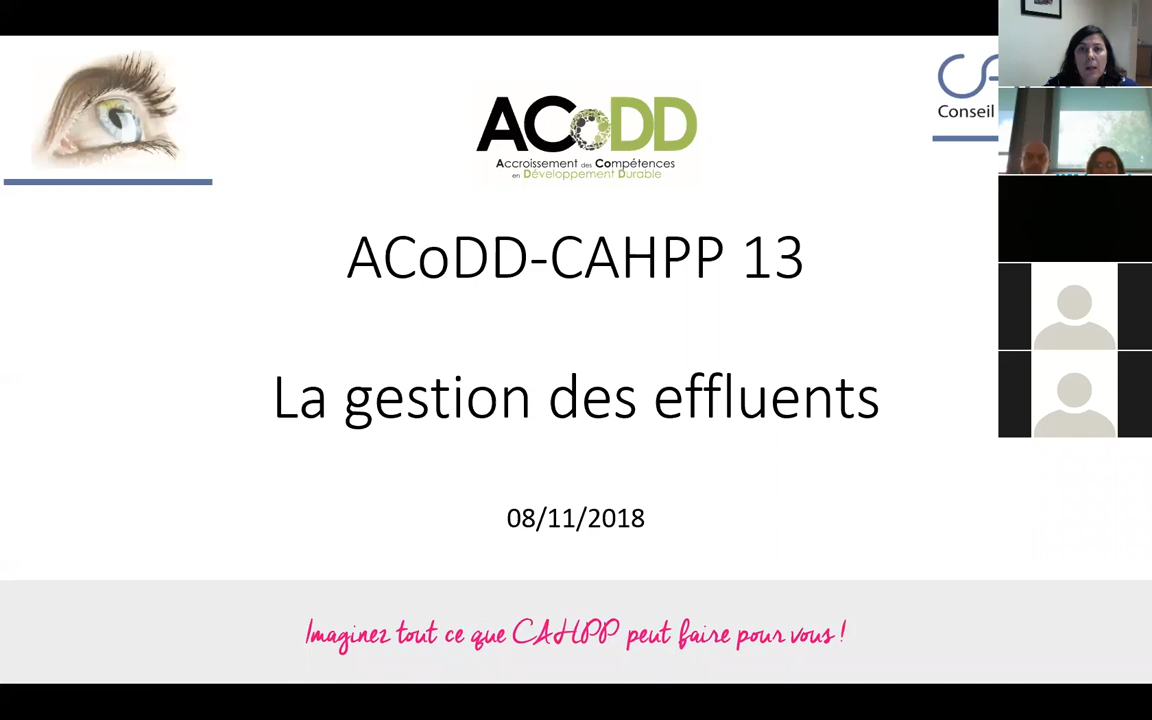 ACoDD
Accroissement des Compétences
en Développement Durable
Conseil
ACoDD-CAHPP 13
La gestion des effluents
08/11/2018
Imaginez tout ce que CAHPP peut faire pour vous !